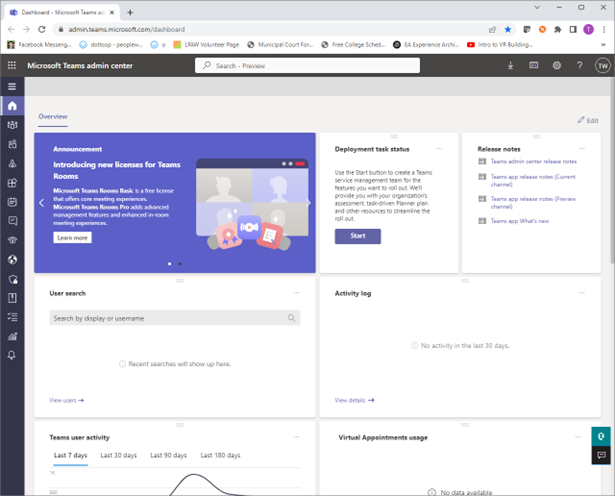 Dashboard - Microsoft Teams ad
admin.teams.microsoft.com/dashboard
T
Facebook Messeng...
dotloop - peoplew...
o
LRAW Volunteer Page
Municipal Court For...
Free College Sched...
EA Experience Archi...
Intro to VR Building...
Microsoft Teams admin center
Search - Preview
?
TW
Overview
Edit
Announcement
Introducing new licenses for Teams
Rooms
Microsoft Teams Rooms Basic is a free license
that offers core meeting experiences.
Microsoft Teams Rooms Pro adds advanced
management features and enhanced in-room
meeting experiences.
Learn more
Deployment task status
Use the Start button to create a Teams
service management team for the
features you want to roll out. We'll
provide you with your organization's
assessment, task-driven Planner plan
and other resources to streamline the
roll out.
Start
Release notes
Teams admin center release notes
Teams app release notes (Current
channel)
Teams app release notes (Preview
channel)
Teams app What's new
User search
Search by display or username
Recent searches will show up here.
View users
Activity log
No activity in the last 30 days.
View details
Teams user activity
Last 7 days
Last 30 days
Last 90 days
Last 180 days
Virtual Appointments usage
No data available